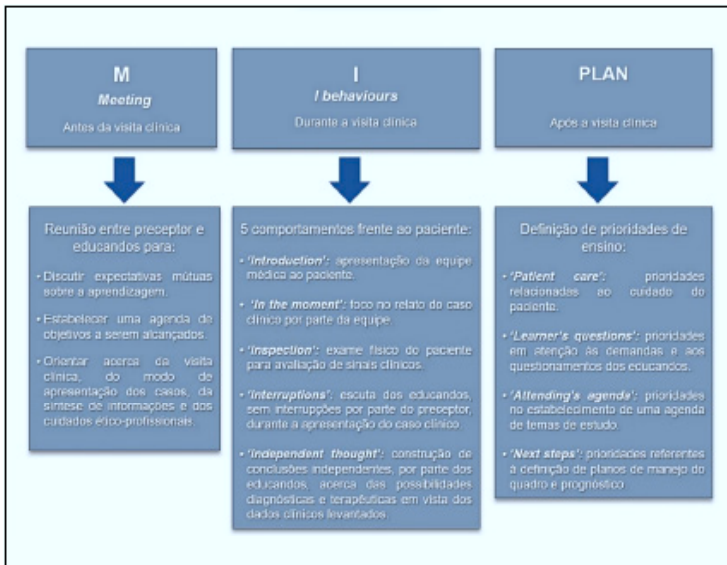 M
Meeting
Antes da visita clínica
I
I behaviours
Durante a visita clínica
PLAN
Após a visita clínica
Reunião entre preceptor e
educandos para:
• Discutir expectativas mútuas
sobre a aprendizagem.
• Estabelecer uma agenda de
objetivos a serem alcançados.
• Orientar acerca da visita
clínica, do modo de
apresentação dos casos, da
síntese de informações e dos
cuidados ético-profissionais.
5 comportamentos frente ao paciente:
• 'Introduction': apresentação da equipe
médica ao paciente.
• 'In the moment': foco no relato do caso
clínico por parte da equipe.
• 'Inspection': exame físico do paciente
para avaliação de sinais clínicos.
• 'Interruptions': escuta dos educandos,
sem interrupções por parte do preceptor,
durante a apresentação do caso clínico.
• 'Independent thought': construção de
conclusões independentes, por parte dos
educandos, acerca das possibilidades
diagnósticas e terapêuticas em vista dos
dados clínicos levantados.
Definição de prioridades de
ensino:
• 'Patient care': prioridades
relacionadas ao cuidado do
paciente.
• 'Learner's questions': prioridades
em atenção às demandas e aos
questionamentos dos educandos.
• 'Attending's agenda': prioridades
no estabelecimento de uma agenda
de temas de estudo.
• 'Next steps': prioridades referentes
à definição de planos de manejo do
quadro e prognóstico.